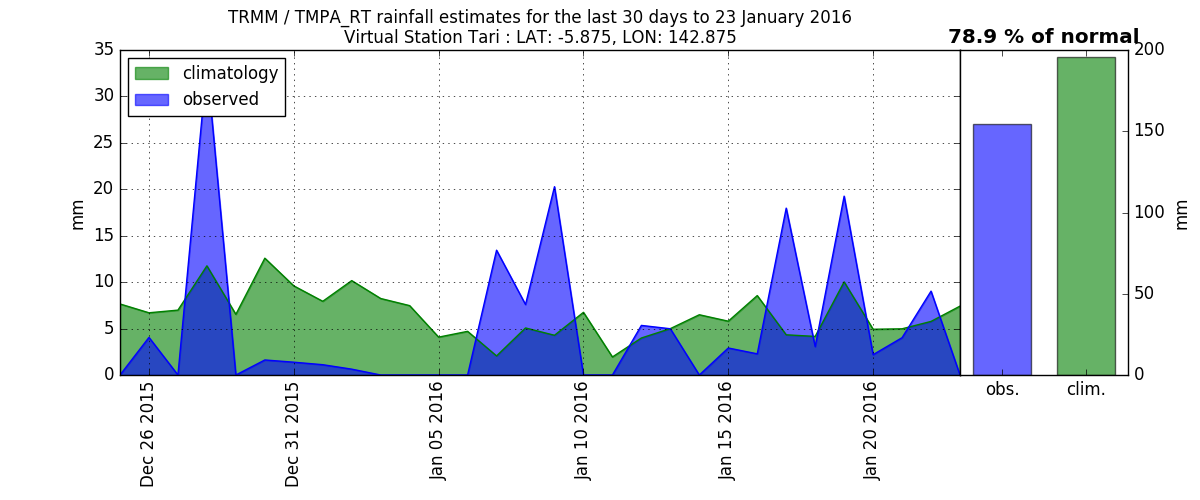 TRMM / TMPA_RT rainfall estimates for the last 30 days to 23 January 2016
Virtual Station Tari : LAT: -5.875, LON: 142.875
78.9 % of normal
climatology
observed
35
30
25
20
15
10
5
0
mm
Dec 26 2015
Dec 31 2015
Jan 05 2016
Jan 10 2016
Jan 15 2016
Jan 20 2016
obs.
clim.
200
150
100
50
0
mm